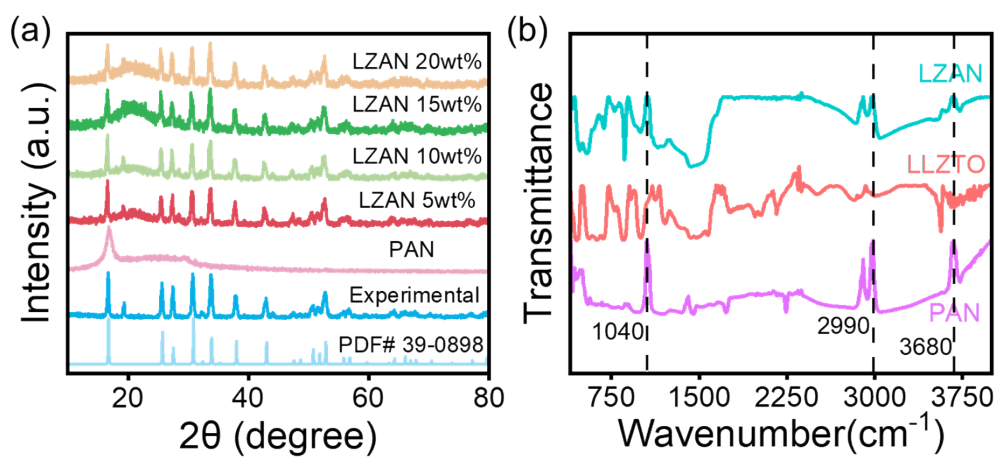 (a)
Intensity (a.u.)
LZAN 20wt%
LZAN 15wt%
LZAN 10wt%
LZAN 5wt%
PAN
Experimental
PDF# 39-0898
20
40
60
80
2θ (degree)
(b)
Transmittance
LZAN
LLZTO
PAN
1040
2990
3680
750
1500
2250
3000
3750
Wavenumber(cm⁻¹)